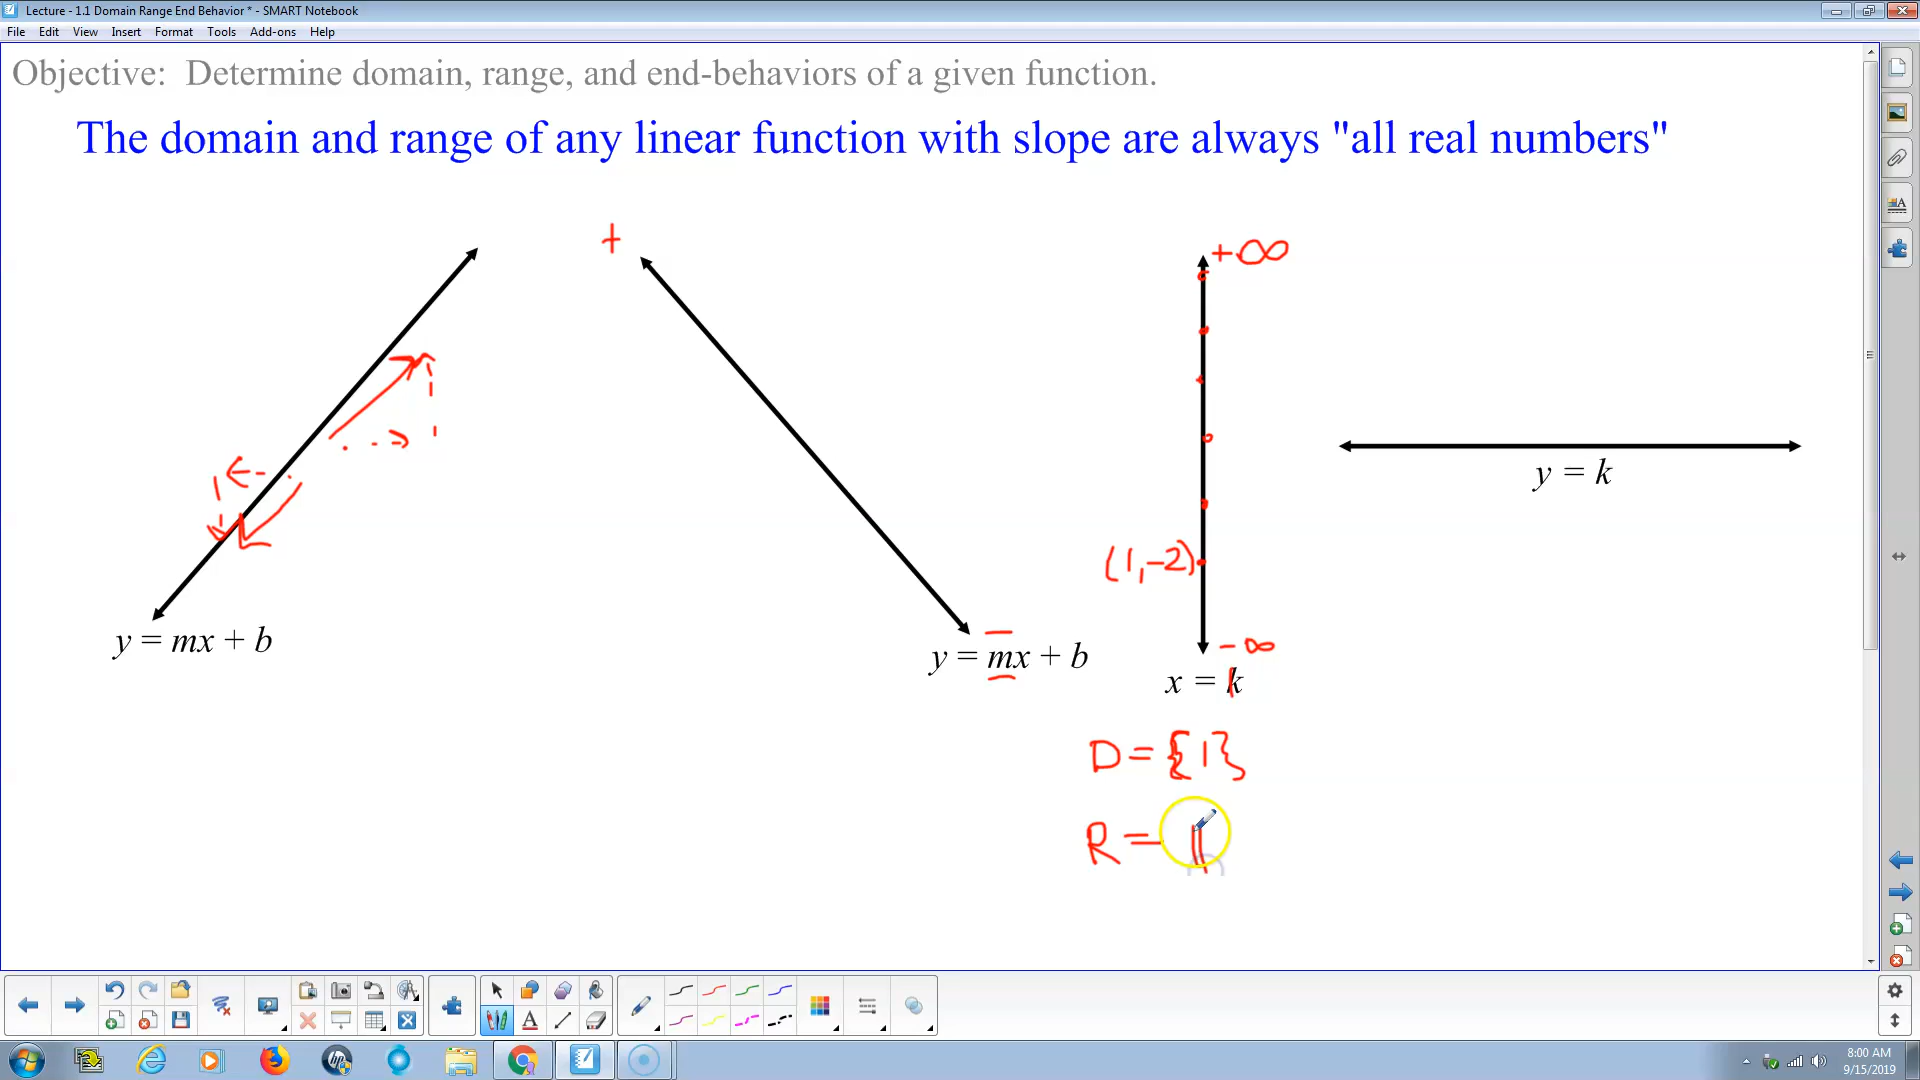 Lecture - 1.1 Domain Range End Behavior * - SMART Notebook
File Edit View Insert Format Tools Add-ons Help
Objective: Determine domain, range, and end-behaviors of a given function.
The domain and range of any linear function with slope are always "all real numbers"
+
+∞
y = k
(1,-2)
y = mx + b
y = mx + b
-∞
x = k
D = {1}
R =
8:00 AM
9/15/2019